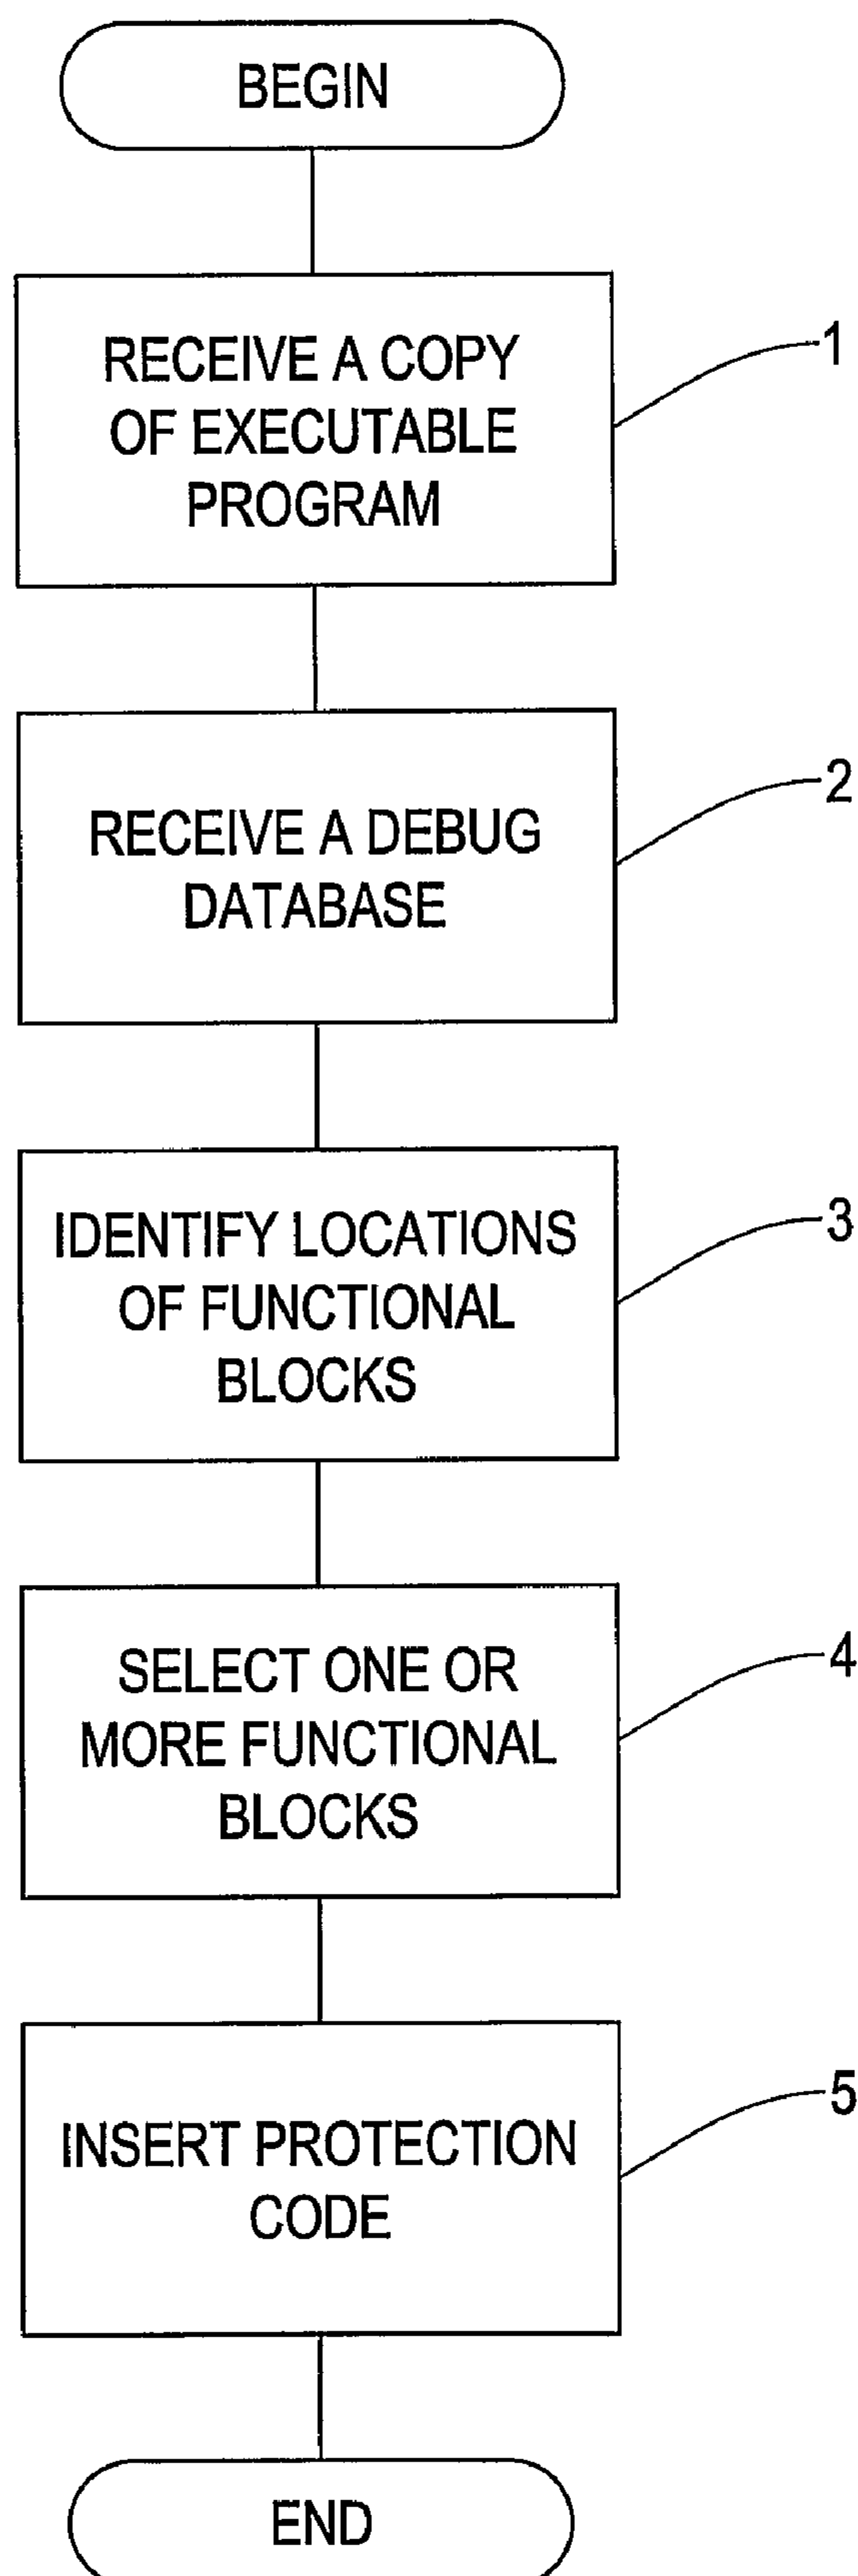 BEGIN
RECEIVE A COPY
OF EXECUTABLE
PROGRAM
1
RECEIVE A DEBUG
DATABASE
2
IDENTIFY LOCATIONS
OF FUNCTIONAL
BLOCKS
3
SELECT ONE OR
MORE FUNCTIONAL
BLOCKS
4
INSERT PROTECTION
CODE
5
END